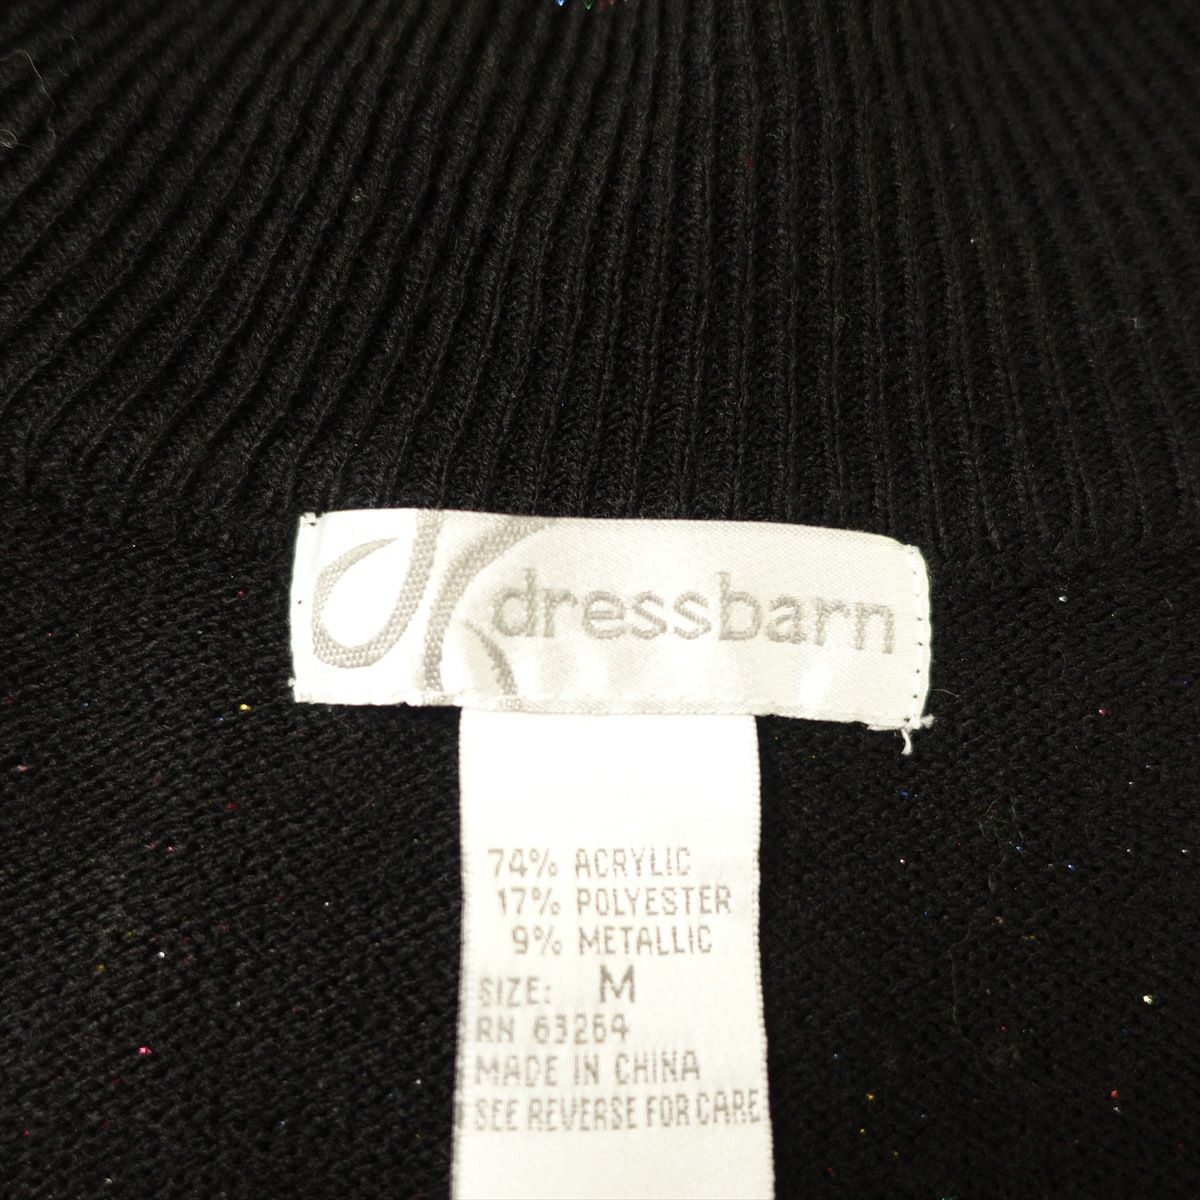 dressbarn
74% ACRYLIC
17% POLYESTER
9% METALLIC
SIZE: M
RN 63264
MADE IN CHINA
SEE REVERSE FOR CARE